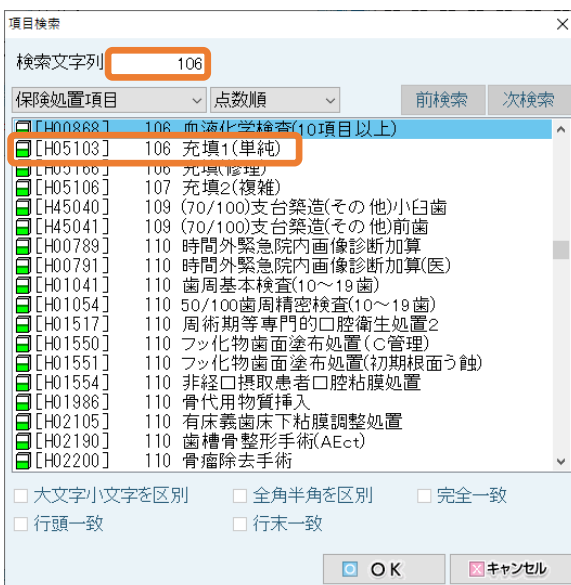 項目検索
検索文字列 106
保険処置項目 点数順 前検索 次検索
[H00868] 106 血液化学検査(10項目以上)
[H05103] 106 充填1(単純)
[H05166] 106 充填(修理)
[H05106] 107 充填2(複雑)
[H45040] 109 (70/100)支台築造(その他)小臼歯
[H45041] 109 (70/100)支台築造(その他)前歯
[H00789] 110 時間外緊急院内画像診断加算
[H00791] 110 時間外緊急院内画像診断加算(医)
[H01041] 110 歯周基本検査(10~19歯)
[H01054] 110 50/100歯周精密検査(10~19歯)
[H01517] 110 周術期等専門的口腔衛生処置2
[H01550] 110 フッ化物歯面塗布処置(C管理)
[H01551] 110 フッ化物歯面塗布処置(初期根面う蝕)
[H01554] 110 非経口摂取患者口腔粘膜処置
[H01986] 110 骨代用物質挿入
[H02105] 110 有床義歯床下粘膜調整処置
[H02190] 110 歯槽骨整形手術(AEct)
[H02200] 110 骨瘤除去手術
大文字小文字を区別 全角半角を区別 完全一致
行頭一致 行末一致
OK キャンセル